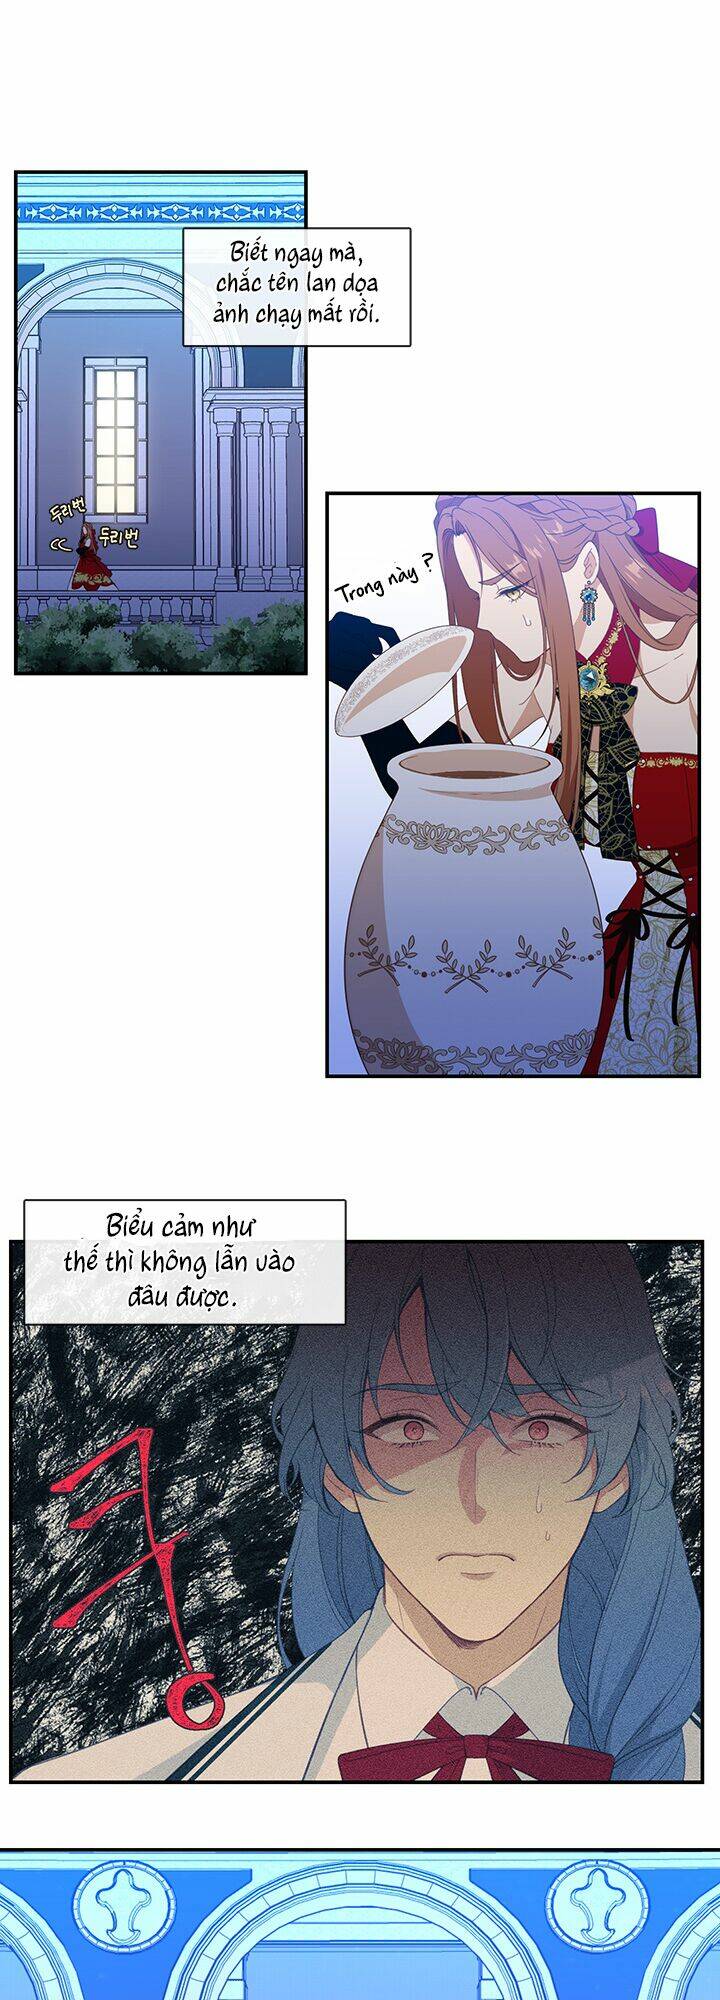 Biết ngay mà,
chắc tên lan dọa
ảnh chạy mất rồi.
두리번
두리번
Trong này ?
Biểu cảm như
thế thì không lẫn vào
đâu được.